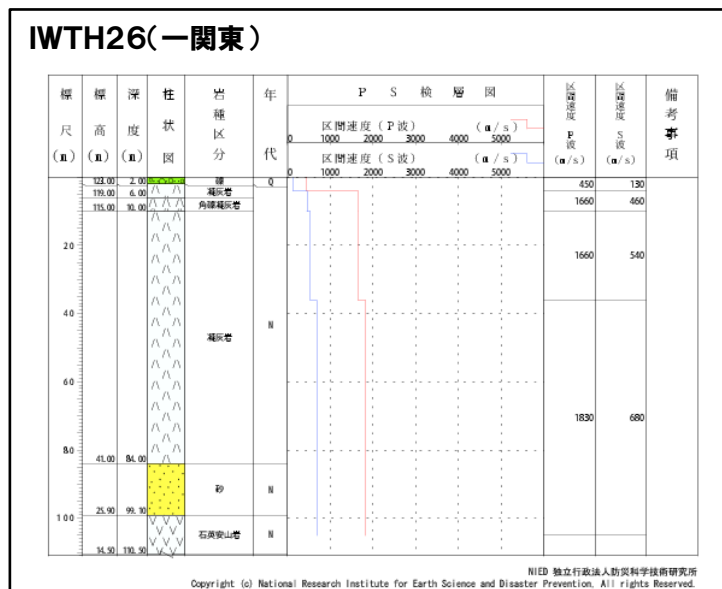 IWTH26(一関東)
標尺(m) 標高(m) 深度(m) 柱状図 岩種区分 年代 PS検層図 区間速度 P波(m/s) 区間速度 S波(m/s) 備考事項
区間速度(P波) (m/s)
0 1000 2000 3000 4000 5000
区間速度(S波) (m/s)
0 1000 2000 3000 4000 5000
123.00 2.00 礫 Q 450 130
119.00 6.00 凝灰岩 1660 460
115.00 10.00 角礫凝灰岩
20 1660 540
40 凝灰岩 N
60
1830 680
80
41.00 84.00
砂 N
25.90 99.10
100
石英安山岩 N
14.50 110.50
NIED 独立行政法人防災科学技術研究所
Copyright (c) National Research Institute for Earth Science and Disaster Prevention, All rights Reserved.